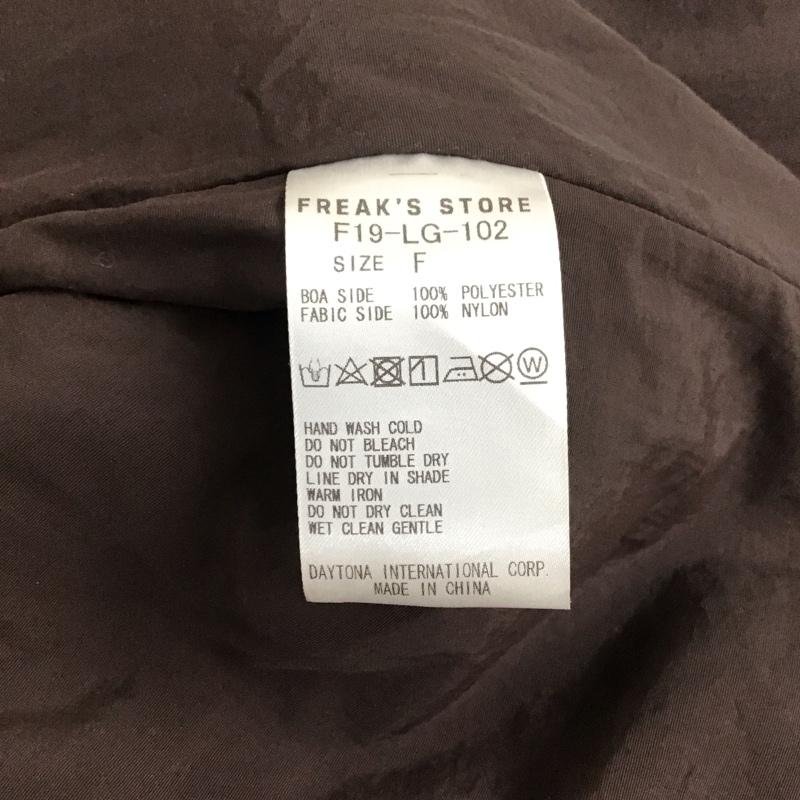 FREAK'S STORE
F19-LG-102
SIZE F
BOA SIDE 100% POLYESTER
FABIC SIDE 100% NYLON
W
HAND WASH COLD
DO NOT BLEACH
DO NOT TUMBLE DRY
LINE DRY IN SHADE
WARM IRON
DO NOT DRY CLEAN
WET CLEAN GENTLE
DAYTONA INTERNATIONAL CORP.
MADE IN CHINA